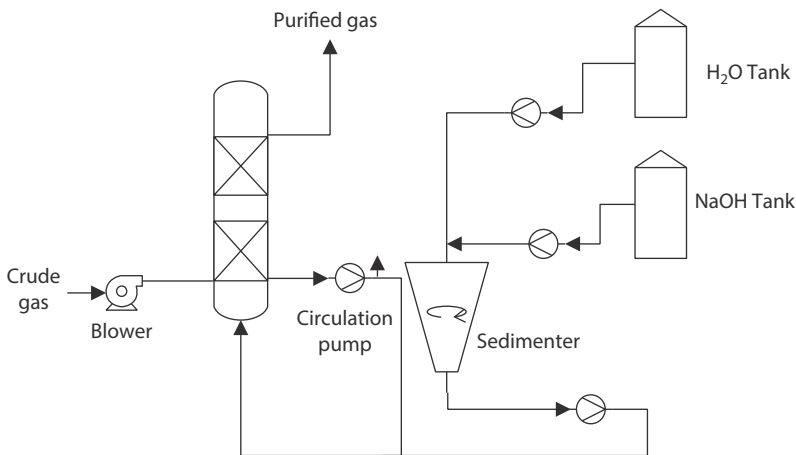 Purified gas
H₂O Tank
NaOH Tank
Crude
gas
Blower
Circulation
pump
Sedimenter